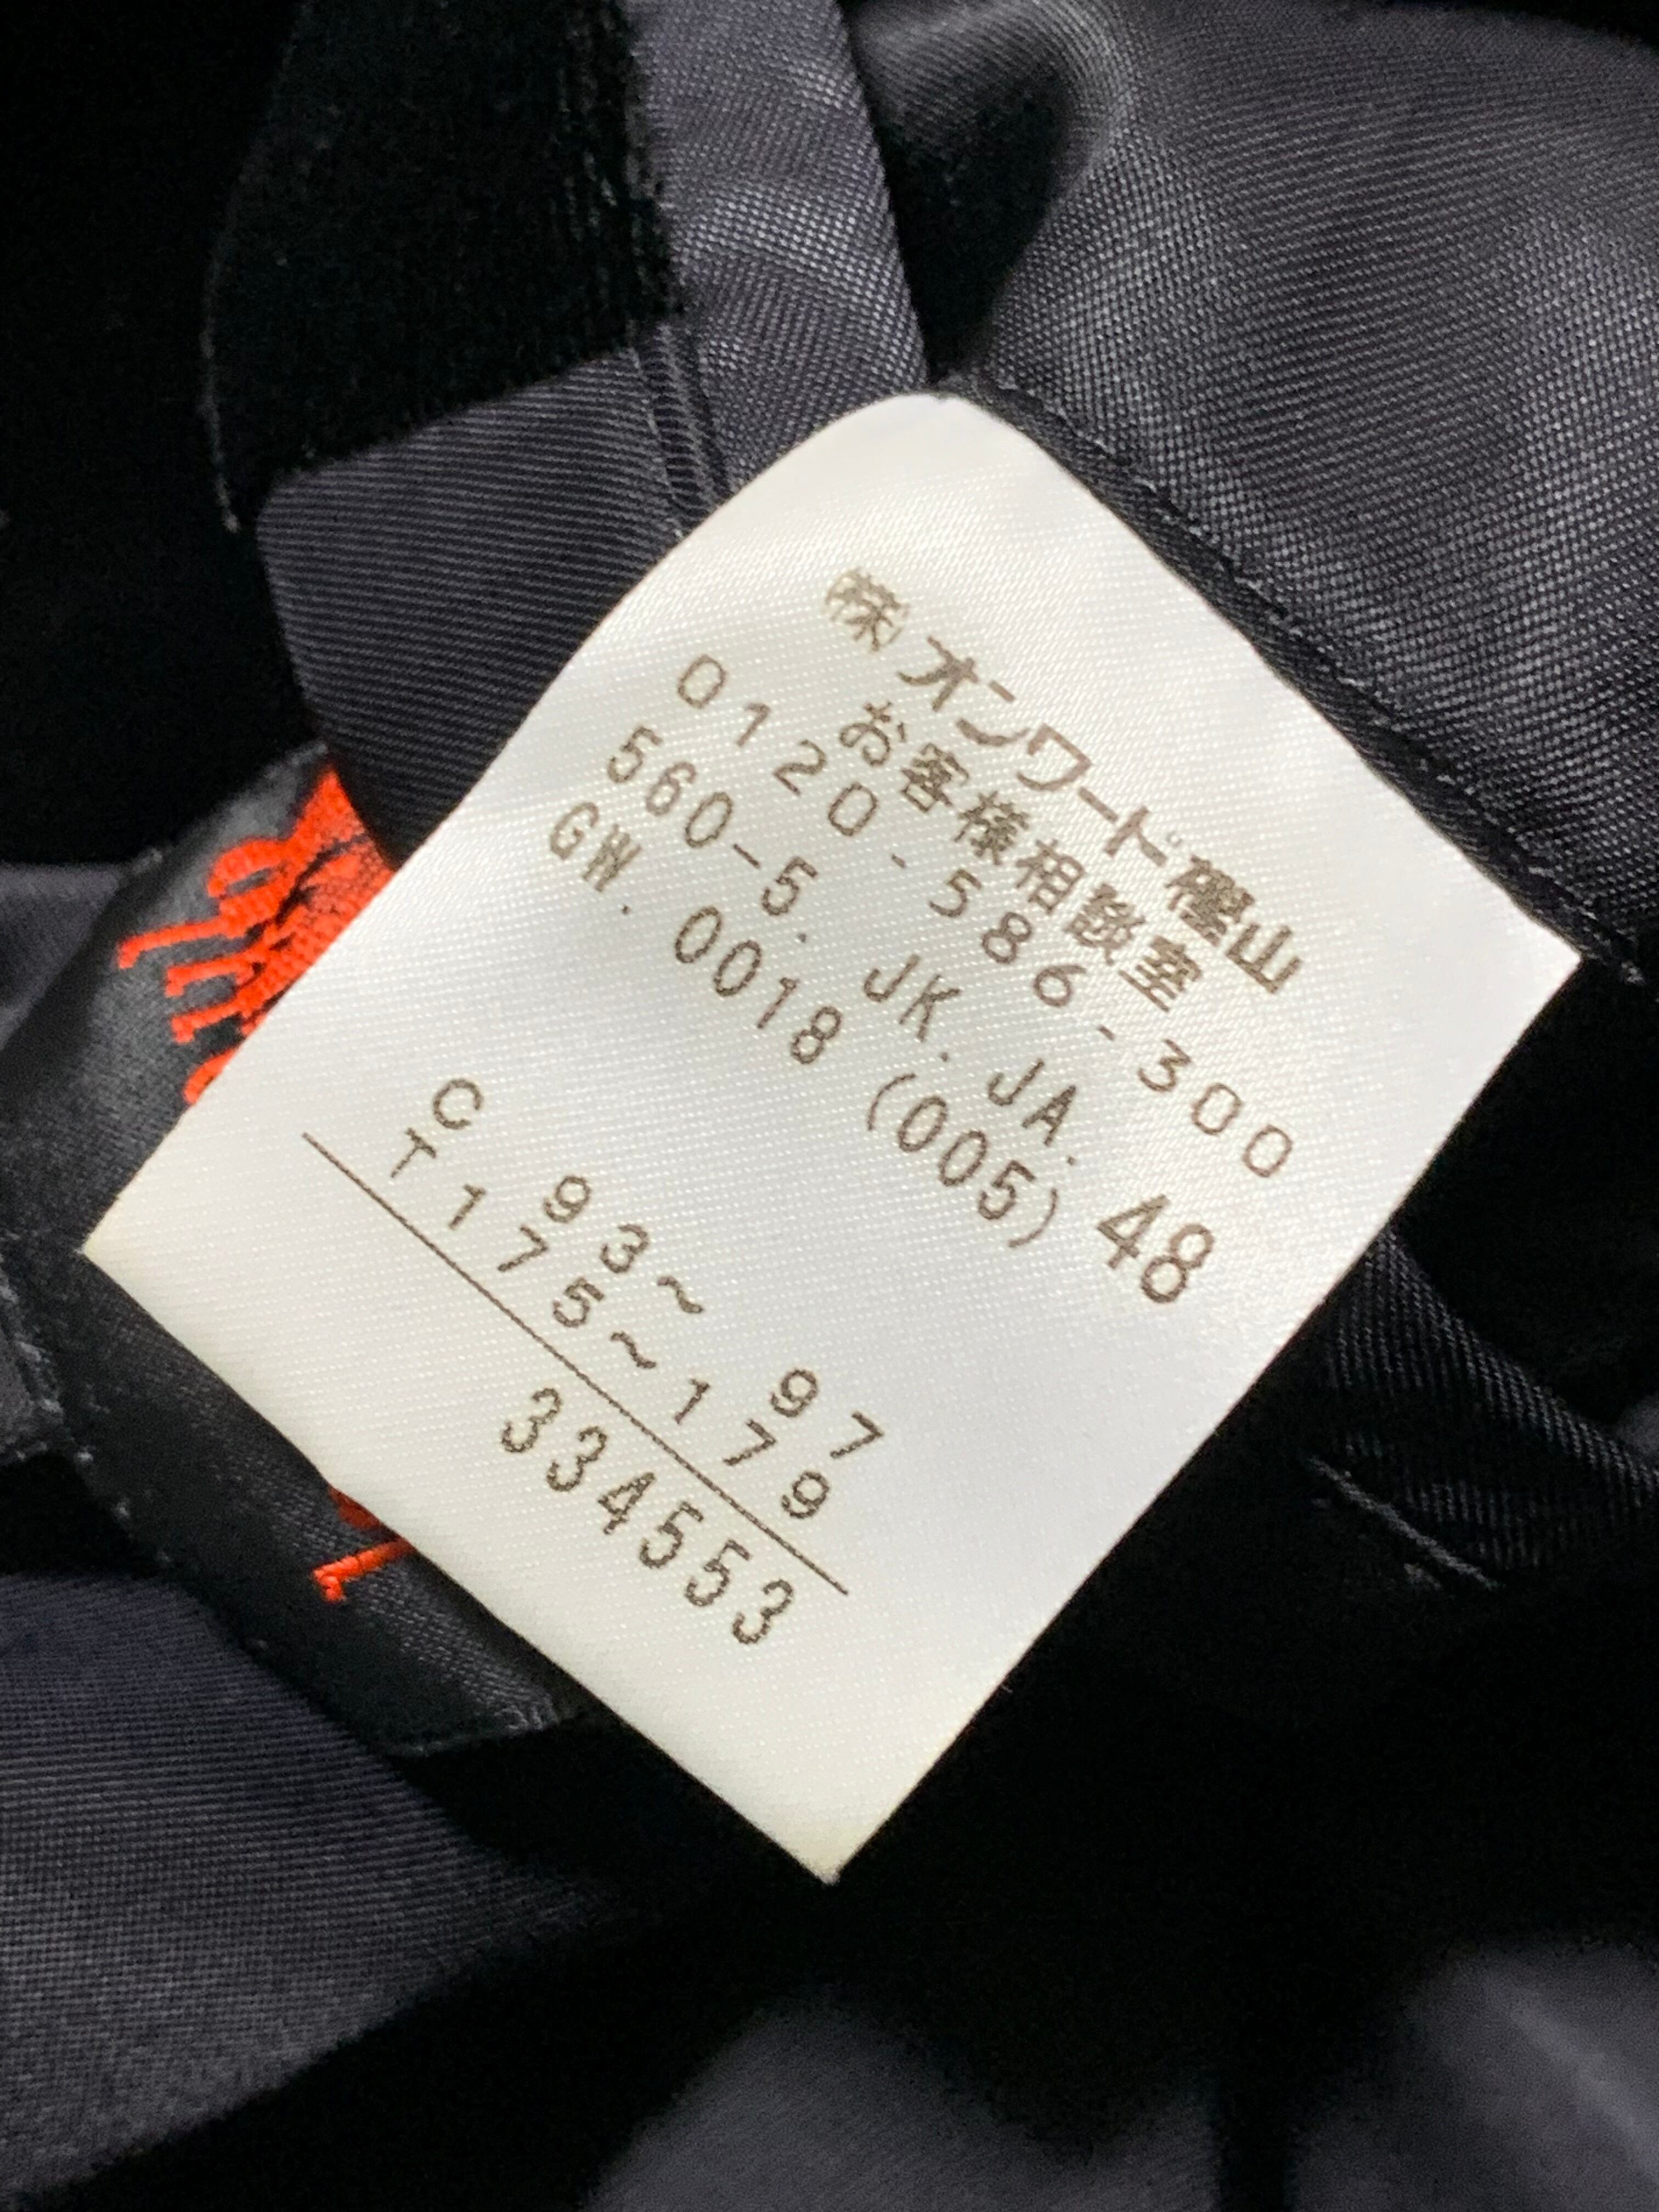 ㈱オンワード樫山
お客様相談室
0120-586-300
560-5. JK. JA.
GW. 0018 (005) 48
C 93~ 97
T175~179
334553